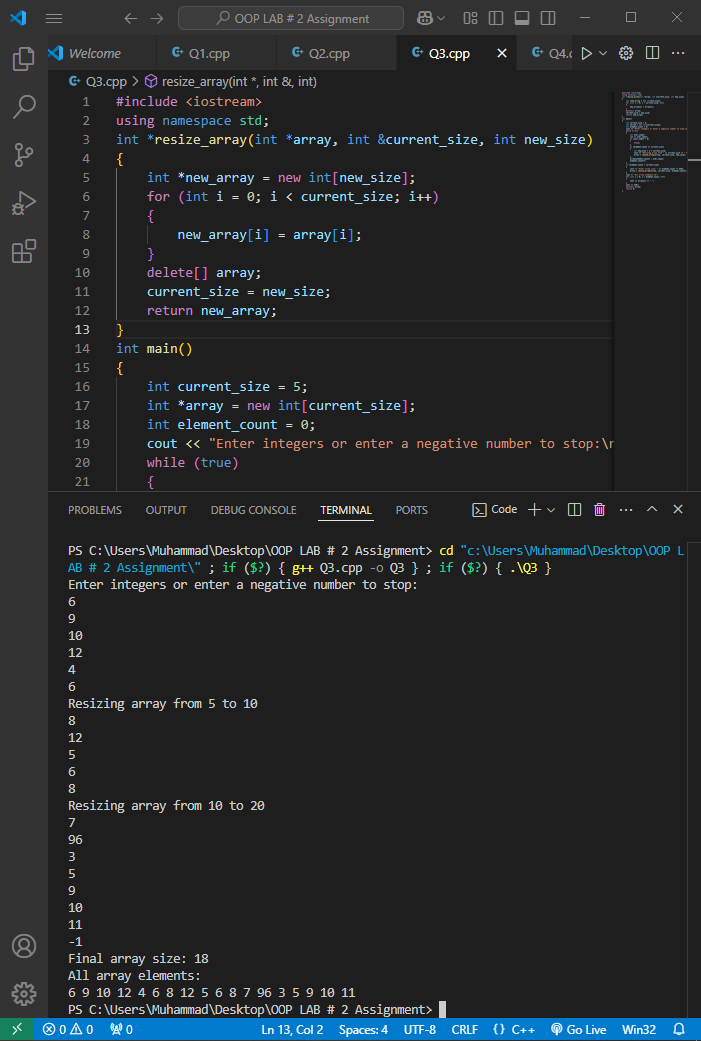 OOP LAB # 2 Assignment
Welcome Q1.cpp Q2.cpp Q3.cpp Q4.c
Q3.cpp > resize_array(int *, int &, int)
1 #include <iostream>
2 using namespace std;
3 int *resize_array(int *array, int &current_size, int new_size)
4 {
5 int *new_array = new int[new_size];
6 for (int i = 0; i < current_size; i++)
7 {
8 new_array[i] = array[i];
9 }
10 delete[] array;
11 current_size = new_size;
12 return new_array;
13 }
14 int main()
15 {
16 int current_size = 5;
17 int *array = new int[current_size];
18 int element_count = 0;
19 cout << "Enter integers or enter a negative number to stop:\n
20 while (true)
21 {
PROBLEMS OUTPUT DEBUG CONSOLE TERMINAL PORTS Code
PS C:\Users\Muhammad\Desktop\OOP LAB # 2 Assignment> cd "c:\Users\Muhammad\Desktop\OOP L
AB # 2 Assignment\" ; if ($?) { g++ Q3.cpp -o Q3 } ; if ($?) { .\Q3 }
Enter integers or enter a negative number to stop:
6
9
10
12
4
6
Resizing array from 5 to 10
8
12
5
6
8
Resizing array from 10 to 20
7
96
3
5
9
10
11
-1
Final array size: 18
All array elements:
6 9 10 12 4 6 8 12 5 6 8 7 96 3 5 9 10 11
PS C:\Users\Muhammad\Desktop\OOP LAB # 2 Assignment>
0 0 0 Ln 13, Col 2 Spaces: 4 UTF-8 CRLF {} C++ Go Live Win32